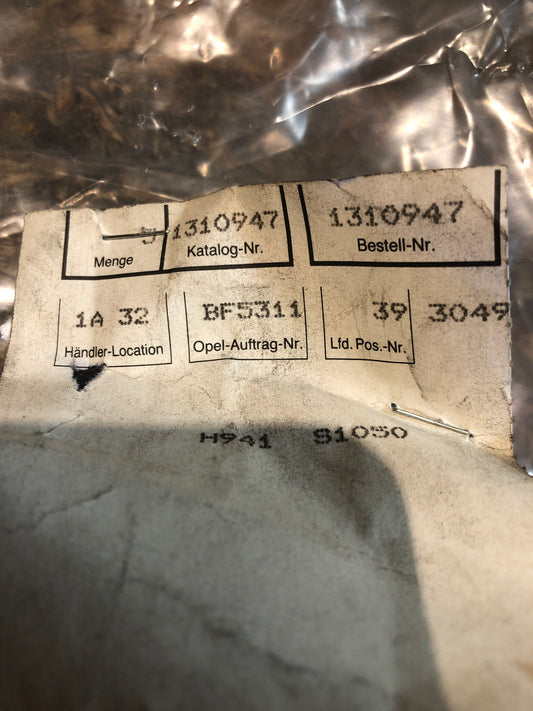 1310947 1310947
Menge Katalog-Nr. Bestell-Nr.
1A 32 BF5311 39 3049
Händler-Location Opel-Auftrag-Nr. Lfd. Pos.-Nr.
H941 S1050